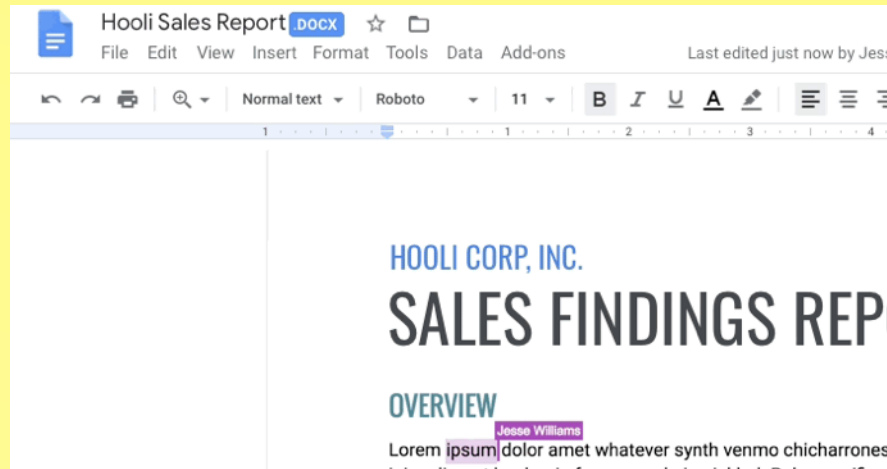 Hooli Sales Report .DOCX
File Edit View Insert Format Tools Data Add-ons Last edited just now by Jess
Normal text Roboto 11 B I U A
1 1 2 3 4
HOOLI CORP, INC.
SALES FINDINGS REP
OVERVIEW
Jesse Williams
Lorem ipsum dolor amet whatever synth venmo chicharrones